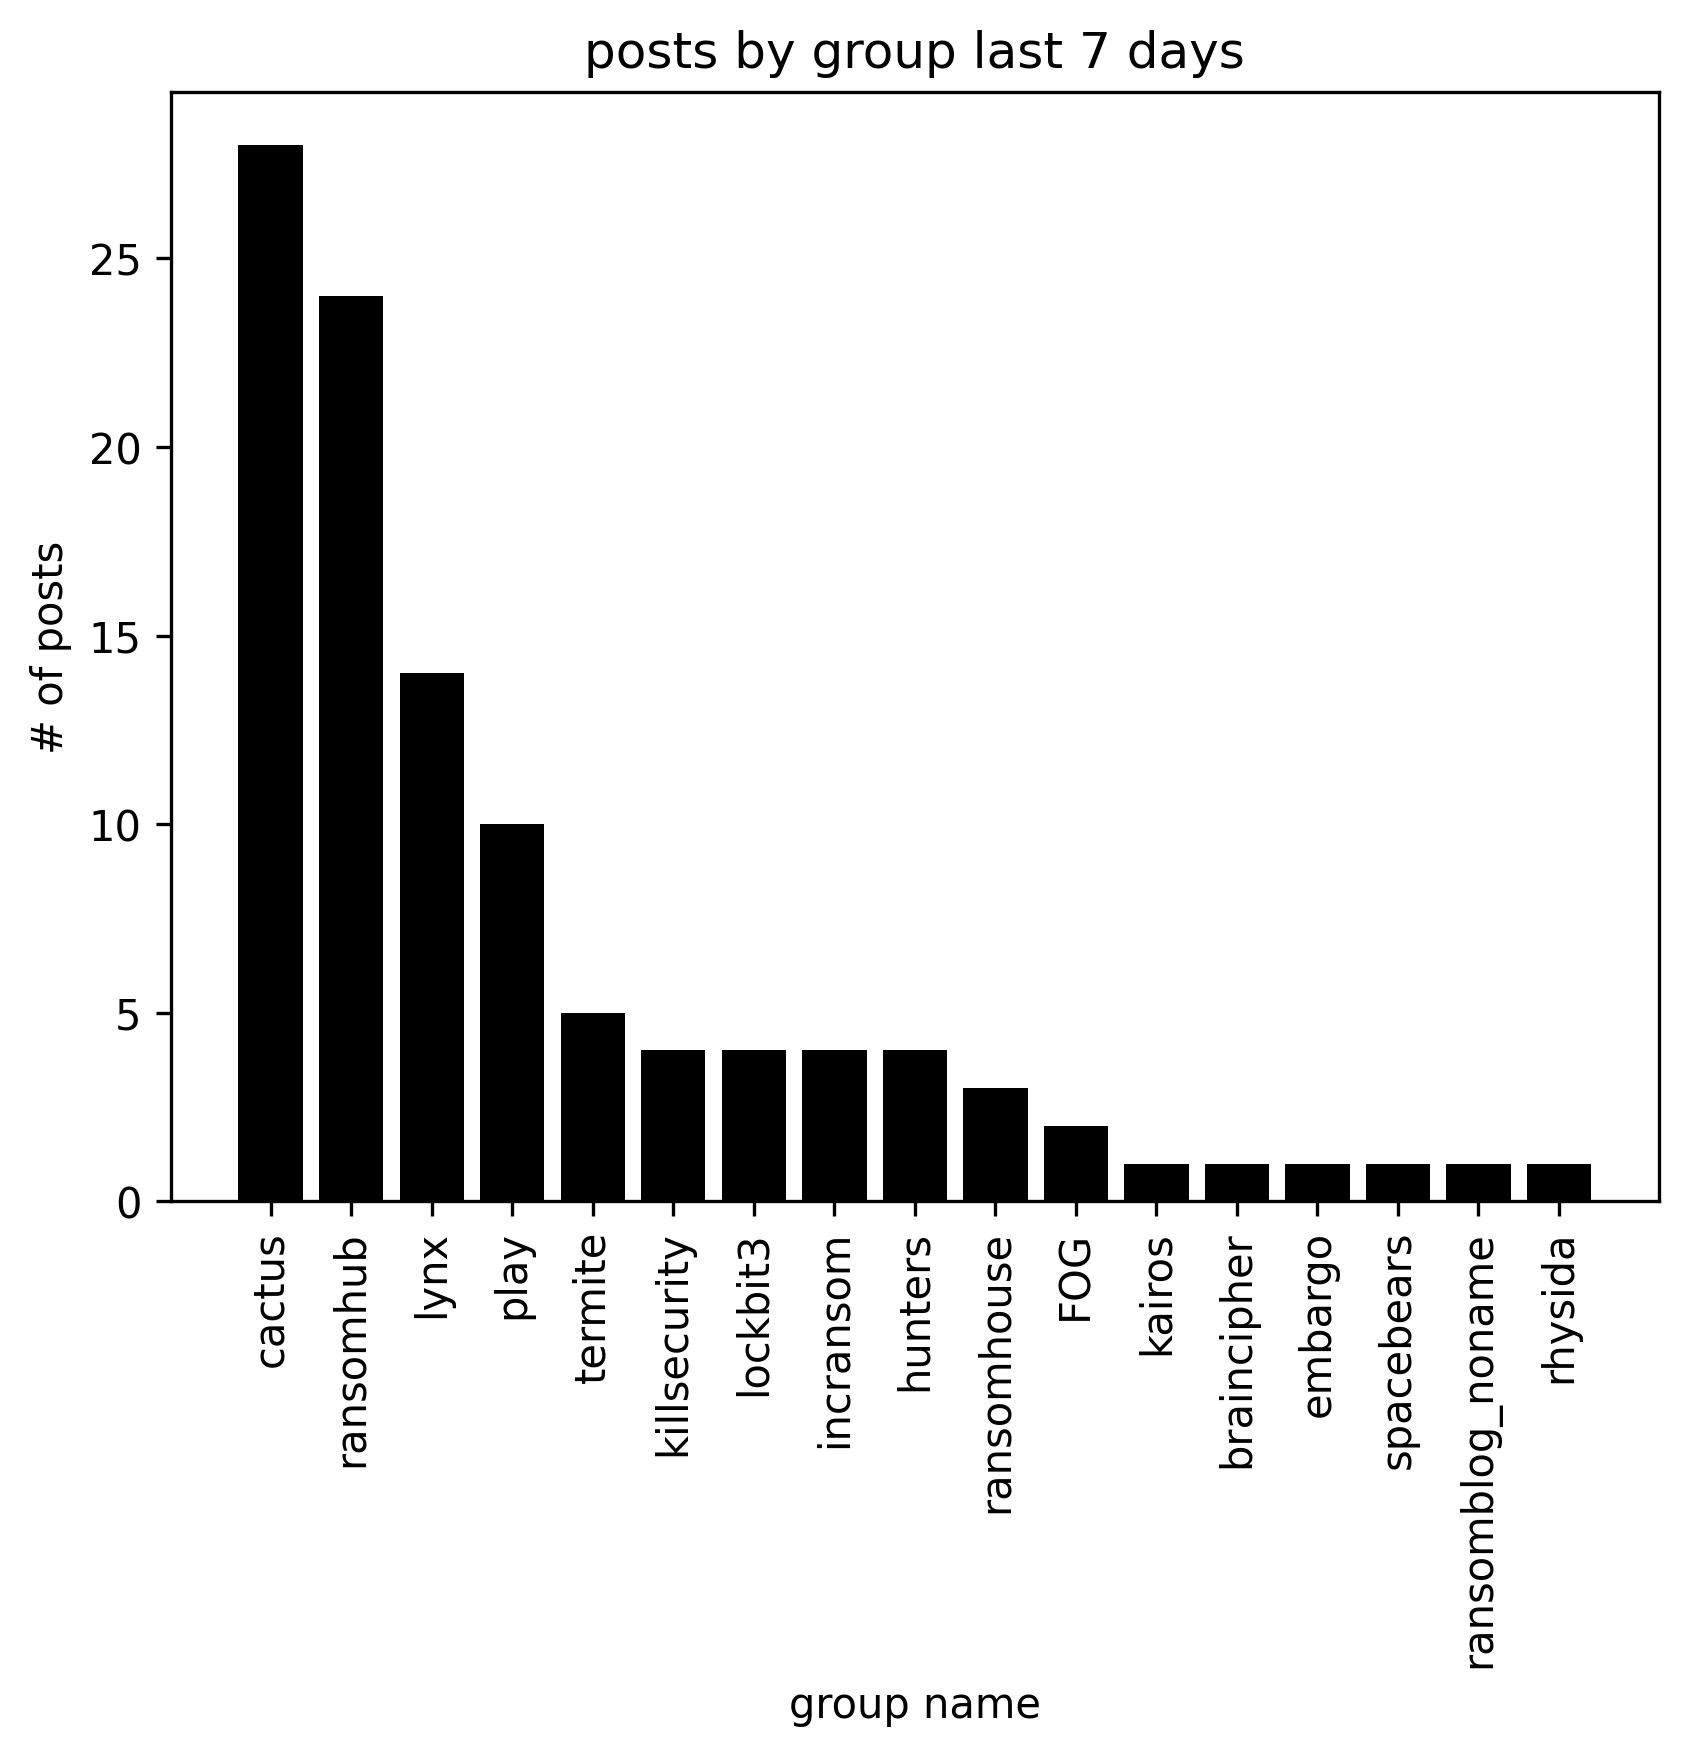 posts by group last 7 days
# of posts
25
20
15
10
5
0
cactus
ransomhub
lynx
play
termite
killsecurity
lockbit3
incransom
hunters
ransomhouse
FOG
kairos
braincipher
embargo
spacebears
ransomblog_noname
rhysida
group name